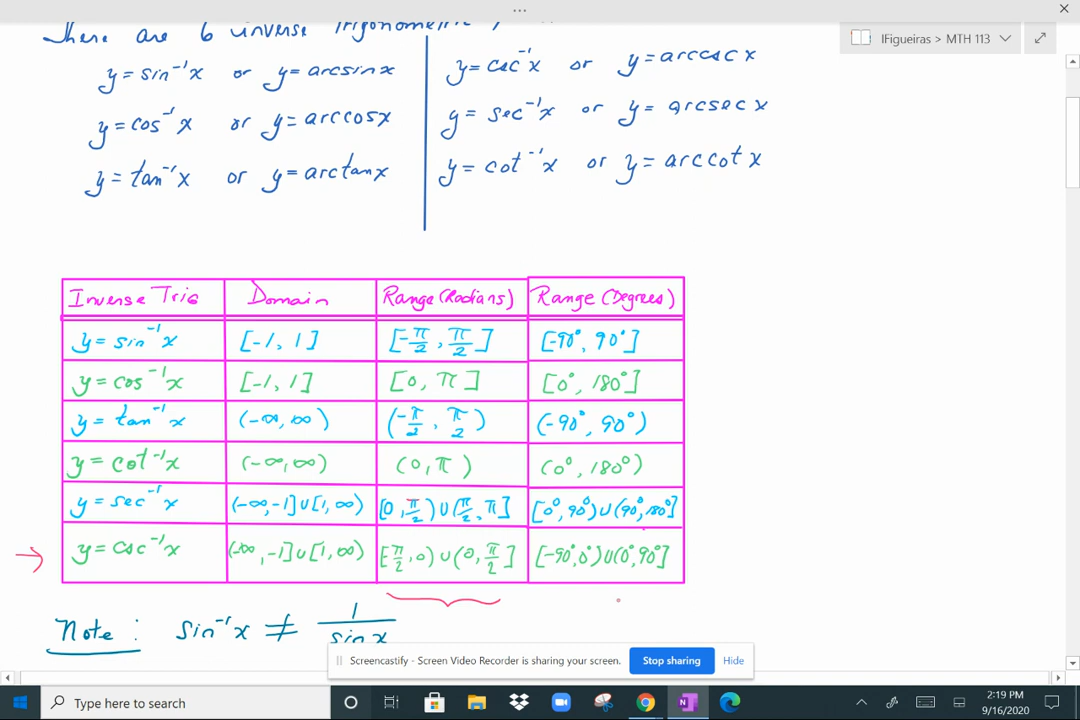 ...
IFigueiras > MTH 113
There are 6 inverse trigonometric
y = sin⁻¹x or y = arcsinx
y = csc⁻¹x or y = arccsc x
y = cos⁻¹x or y = arccosx
y = sec⁻¹x or y = arcsec x
y = tan⁻¹x or y = arctanx
y = cot⁻¹x or y = arccot x
Inverse Trig Domain Range (Radians) Range (Degrees)
y = sin⁻¹x [-1, 1] [-π/2, π/2] [-90°, 90°]
y = cos⁻¹x [-1, 1] [0, π] [0°, 180°]
y = tan⁻¹x (-∞, ∞) (-π/2, π/2) (-90°, 90°)
y = cot⁻¹x (-∞, ∞) (0, π) (0°, 180°)
y = sec⁻¹x (-∞, -1] ∪ [1, ∞) [0, π/2) ∪ (π/2, π] [0°, 90°) ∪ (90°, 180°]
→ y = csc⁻¹x (-∞, -1] ∪ [1, ∞) [π/2, 0) ∪ (0, π/2] [-90°, 0°) ∪ (0°, 90°]
Note: sin⁻¹x ≠ 1/sin x
Screencastify - Screen Video Recorder is sharing your screen. Stop sharing Hide
Type here to search
2:19 PM
9/16/2020